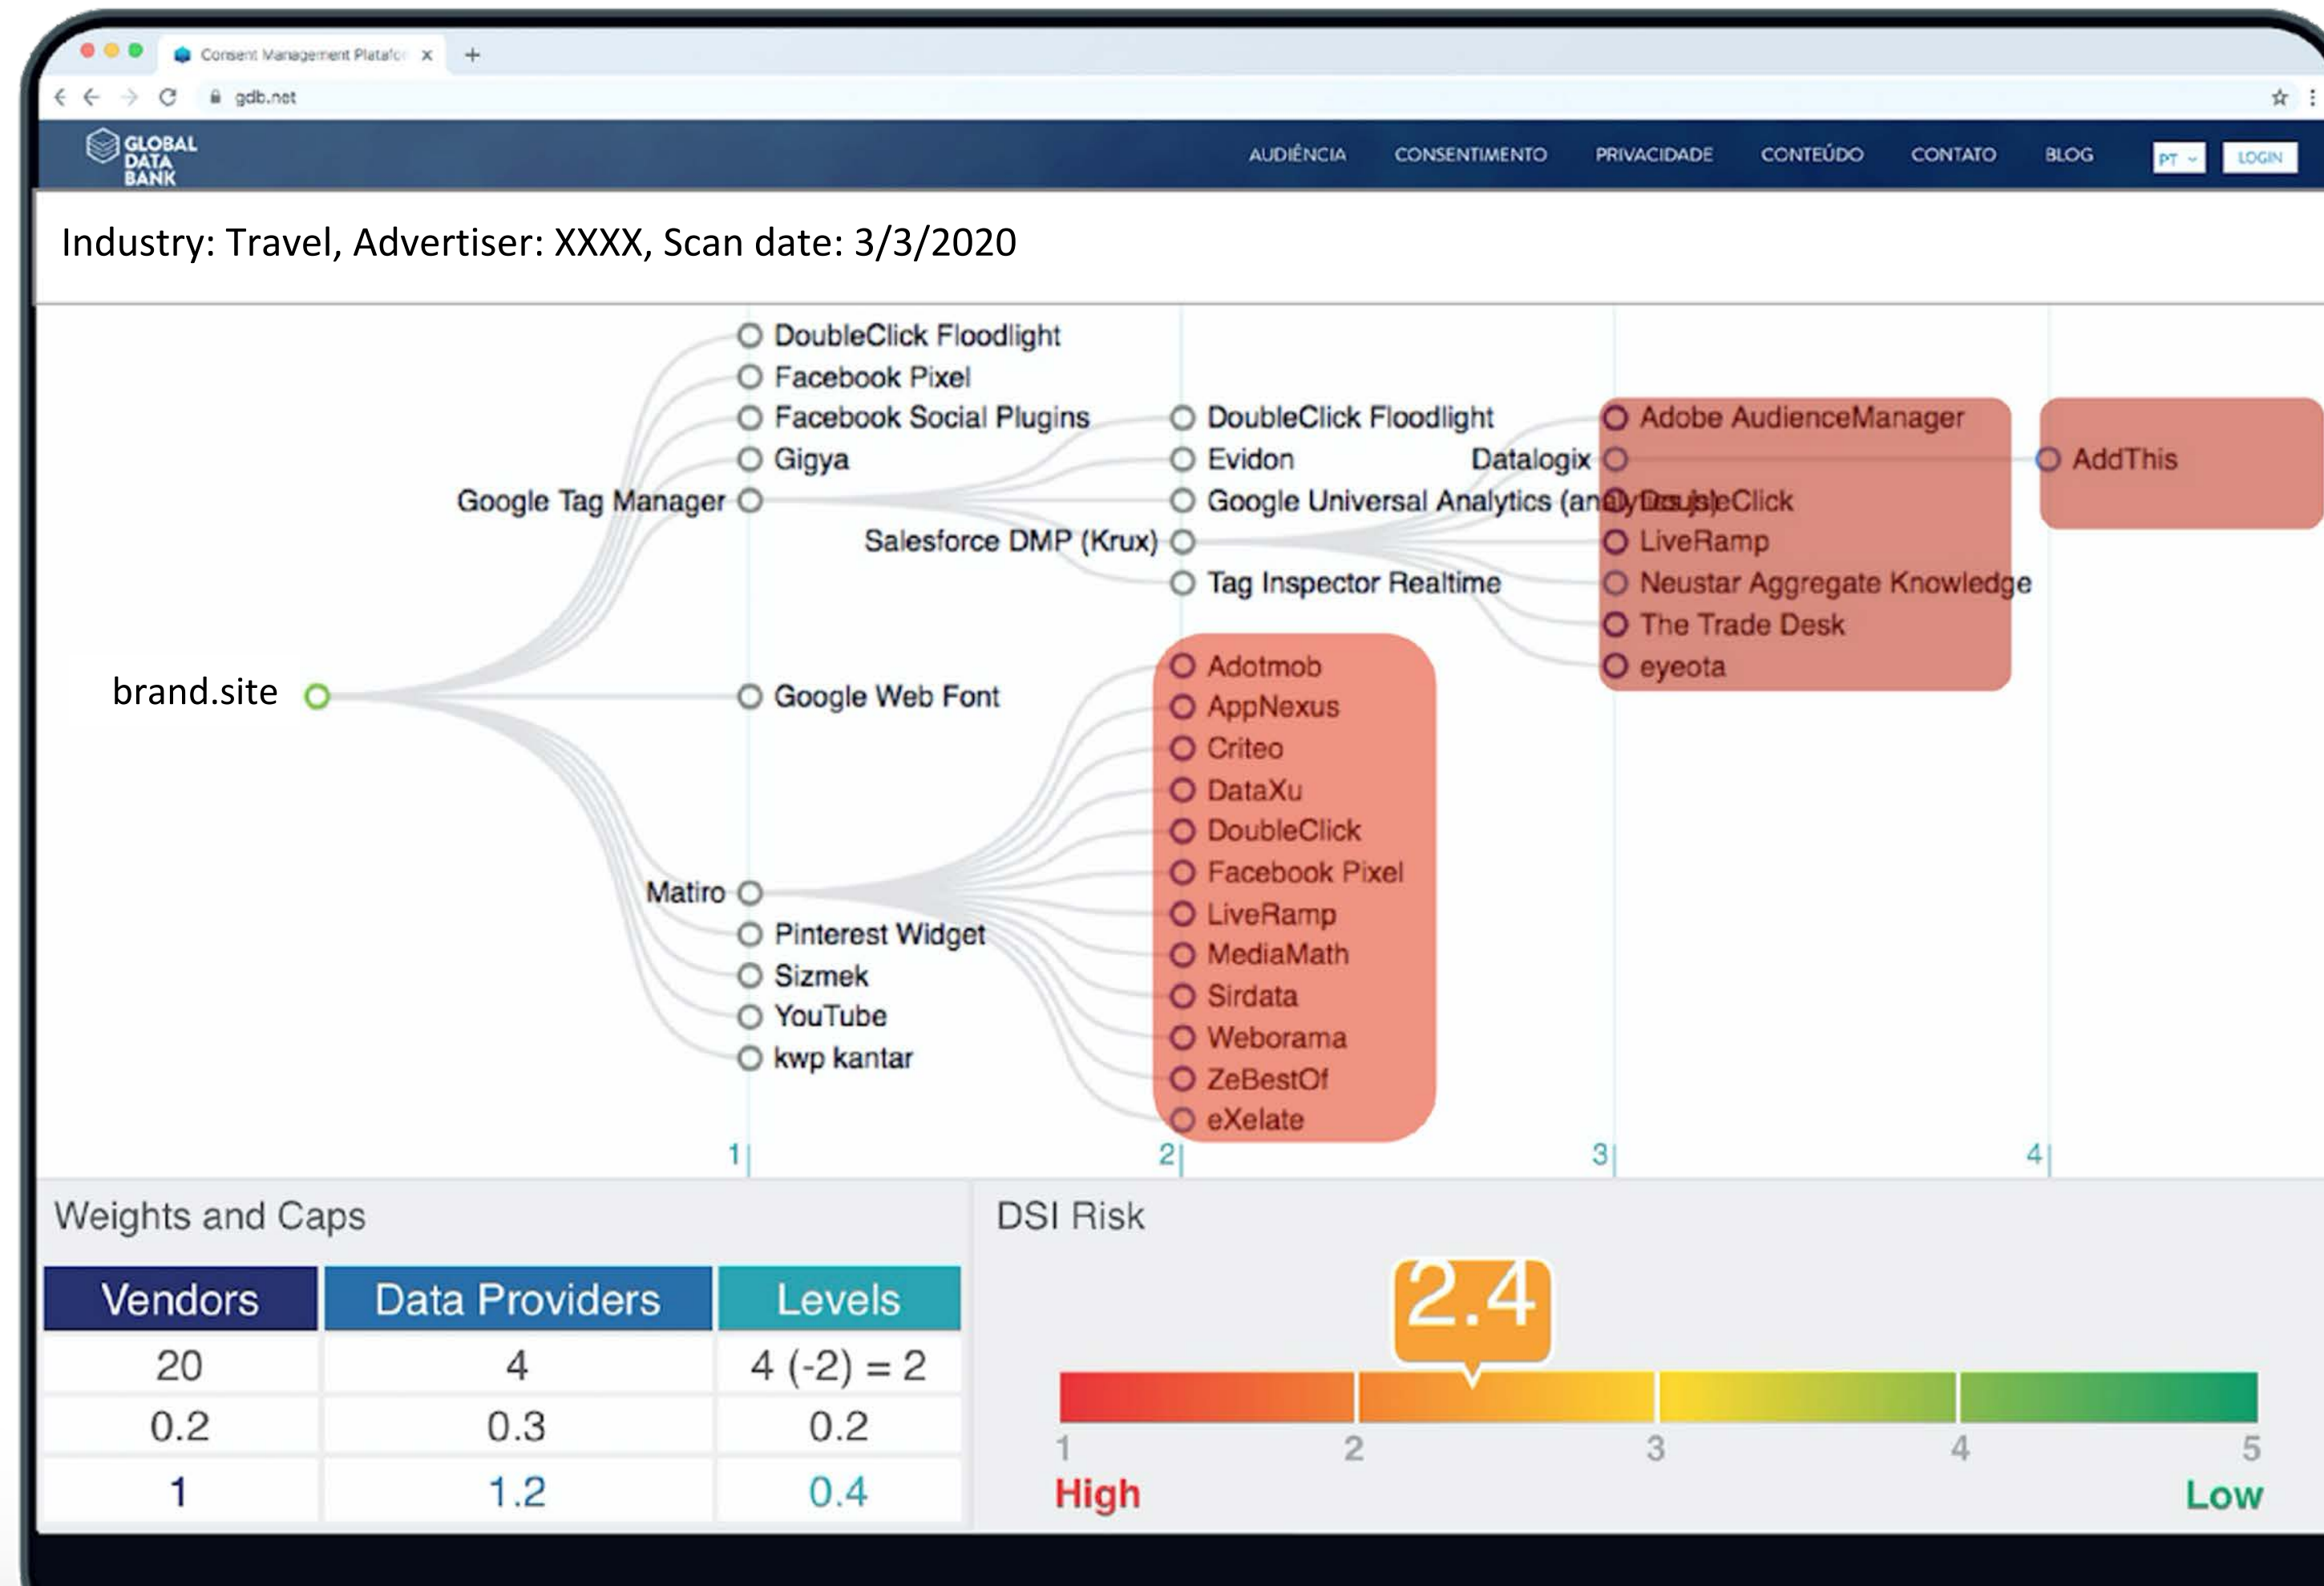 Consent Management Platafor
gdb.net
GLOBAL
DATA
BANK
AUDIÊNCIA CONSENTIMENTO PRIVACIDADE CONTEÚDO CONTATO BLOG PT LOGIN
Industry: Travel, Advertiser: XXXX, Scan date: 3/3/2020
brand.site
DoubleClick Floodlight
Facebook Pixel
Facebook Social Plugins
Gigya
Google Tag Manager
Google Web Font
Matiro
Pinterest Widget
Sizmek
YouTube
kwp kantar
DoubleClick Floodlight
Evidon
Google Universal Analytics (analytics.js)
Salesforce DMP (Krux)
Tag Inspector Realtime
Adotmob
AppNexus
Criteo
DataXu
DoubleClick
Facebook Pixel
LiveRamp
MediaMath
Sirdata
Weborama
ZeBestOf
eXelate
Adobe AudienceManager
Datalogix
DoubleClick
LiveRamp
Neustar Aggregate Knowledge
The Trade Desk
eyeota
AddThis
1 2 3 4
Weights and Caps
Vendors Data Providers Levels
20 4 4 (-2) = 2
0.2 0.3 0.2
1 1.2 0.4
DSI Risk
2.4
1 2 3 4 5
High Low